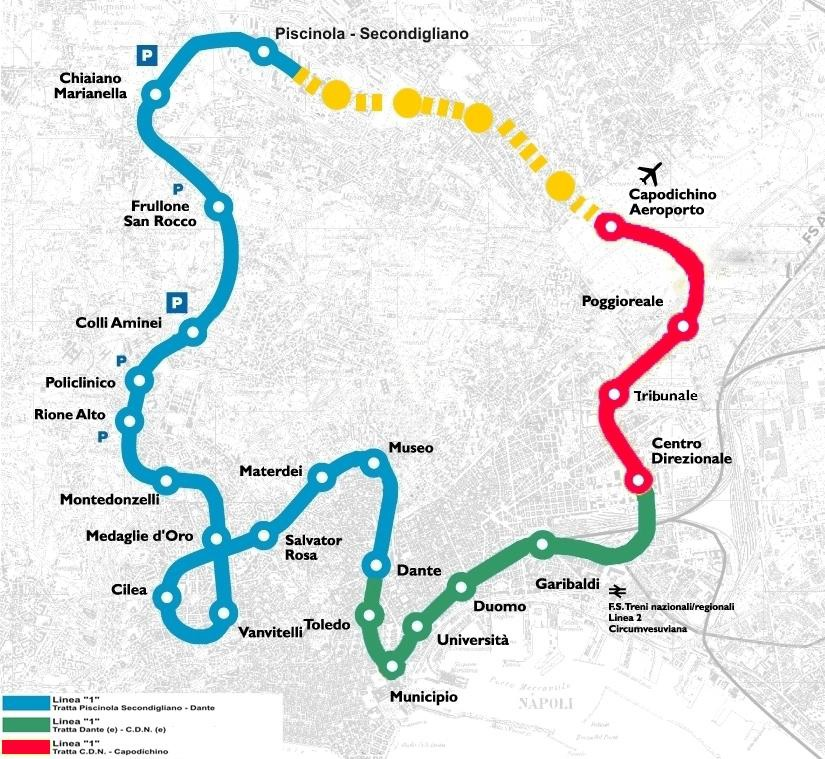 Piscinola - Secondigliano
P
Chiaiano
Marianella
P
Frullone
San Rocco
Capodichino
Aeroporto
FS A
P
Colli Aminei
Poggioreale
P
Policlinico
Rione Alto
P
Tribunale
Centro
Direzionale
Museo
Materdei
Montedonzelli
Medaglie d'Oro
Salvator
Rosa
Dante
Garibaldi
Cilea
Duomo
F.S. Treni nazionali/regionali
Linea 2
Circumvesuviana
Vanvitelli
Toledo
Università
Municipio
NAPOLI
Linea "1"
Tratta Piscinola Secondigliano - Dante
Linea "1"
Tratta Dante (e) - C.D.N. (e)
Linea "1"
Tratta C.D.N. - Capodichino